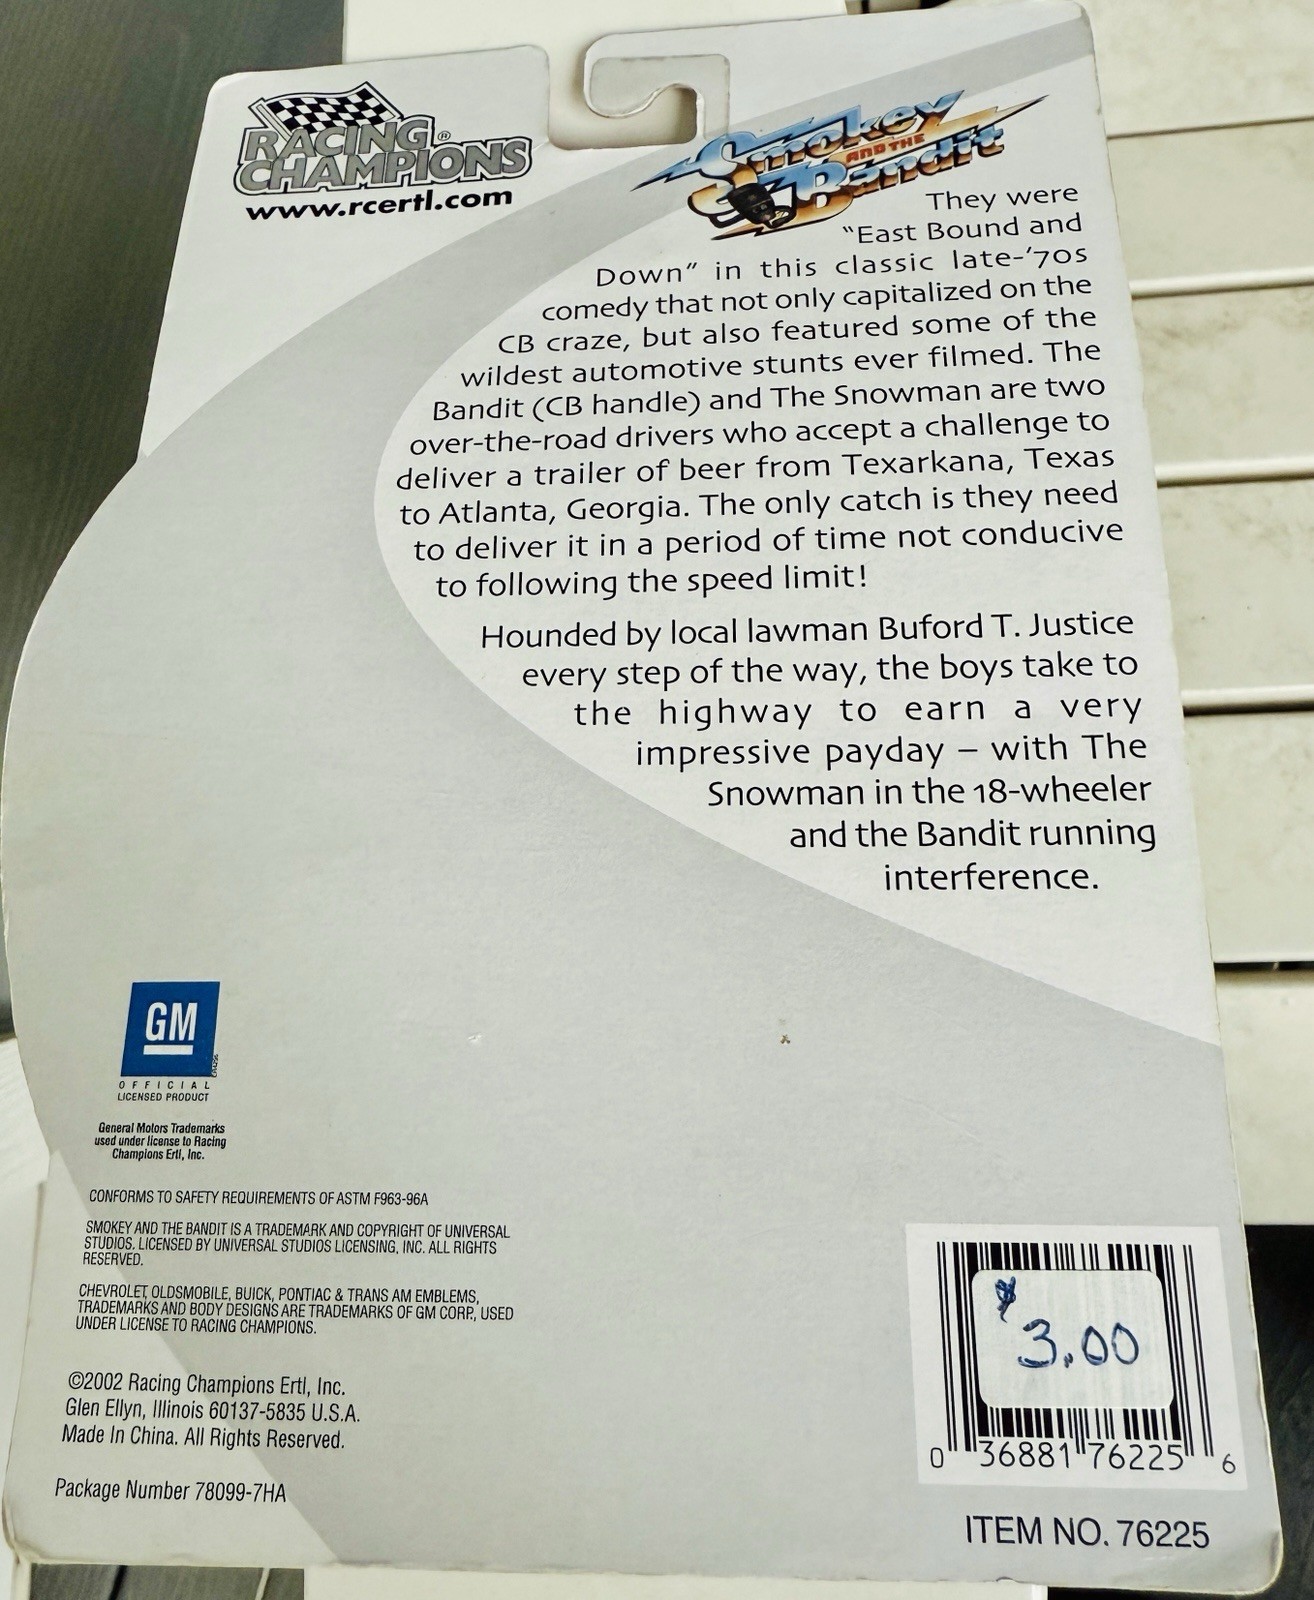 RACING
CHAMPIONS®
www.rcertl.com
Smokey
AND THE
Bandit
They were
“East Bound and
Down” in this classic late-’70s
comedy that not only capitalized on the
CB craze, but also featured some of the
wildest automotive stunts ever filmed. The
Bandit (CB handle) and The Snowman are two
over-the-road drivers who accept a challenge to
deliver a trailer of beer from Texarkana, Texas
to Atlanta, Georgia. The only catch is they need
to deliver it in a period of time not conducive
to following the speed limit!
Hounded by local lawman Buford T. Justice
every step of the way, the boys take to
the highway to earn a very
impressive payday – with The
Snowman in the 18-wheeler
and the Bandit running
interference.
GM
OFFICIAL
LICENSED PRODUCT
General Motors Trademarks
used under license to Racing
Champions Ertl, Inc.
CONFORMS TO SAFETY REQUIREMENTS OF ASTM F963-96A
SMOKEY AND THE BANDIT IS A TRADEMARK AND COPYRIGHT OF UNIVERSAL
STUDIOS. LICENSED BY UNIVERSAL STUDIOS LICENSING, INC. ALL RIGHTS
RESERVED.
CHEVROLET, OLDSMOBILE, BUICK, PONTIAC & TRANS AM EMBLEMS,
TRADEMARKS AND BODY DESIGNS ARE TRADEMARKS OF GM CORP., USED
UNDER LICENSE TO RACING CHAMPIONS.
©2002 Racing Champions Ertl, Inc.
Glen Ellyn, Illinois 60137-5835 U.S.A.
Made In China. All Rights Reserved.
Package Number 78099-7HA
3.00
0 36881 76225 6
ITEM NO. 76225